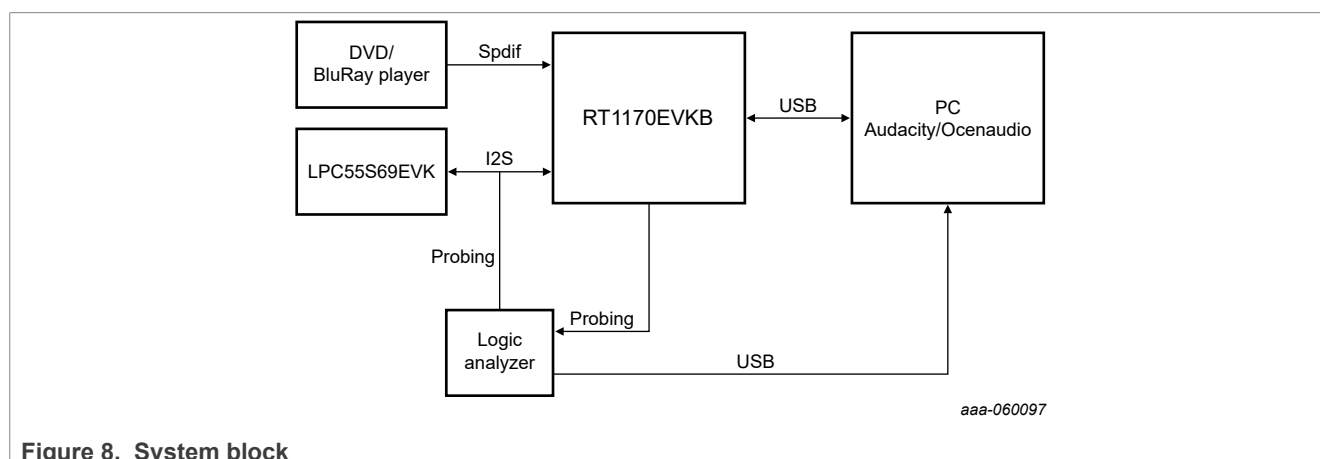 DVD/
BluRay player
Spdif
RT1170EVKB
USB
PC
Audacity/Ocenaudio
LPC55S69EVK
I2S
Probing
Probing
Logic
analyzer
USB
aaa-060097
Figure 8. System block